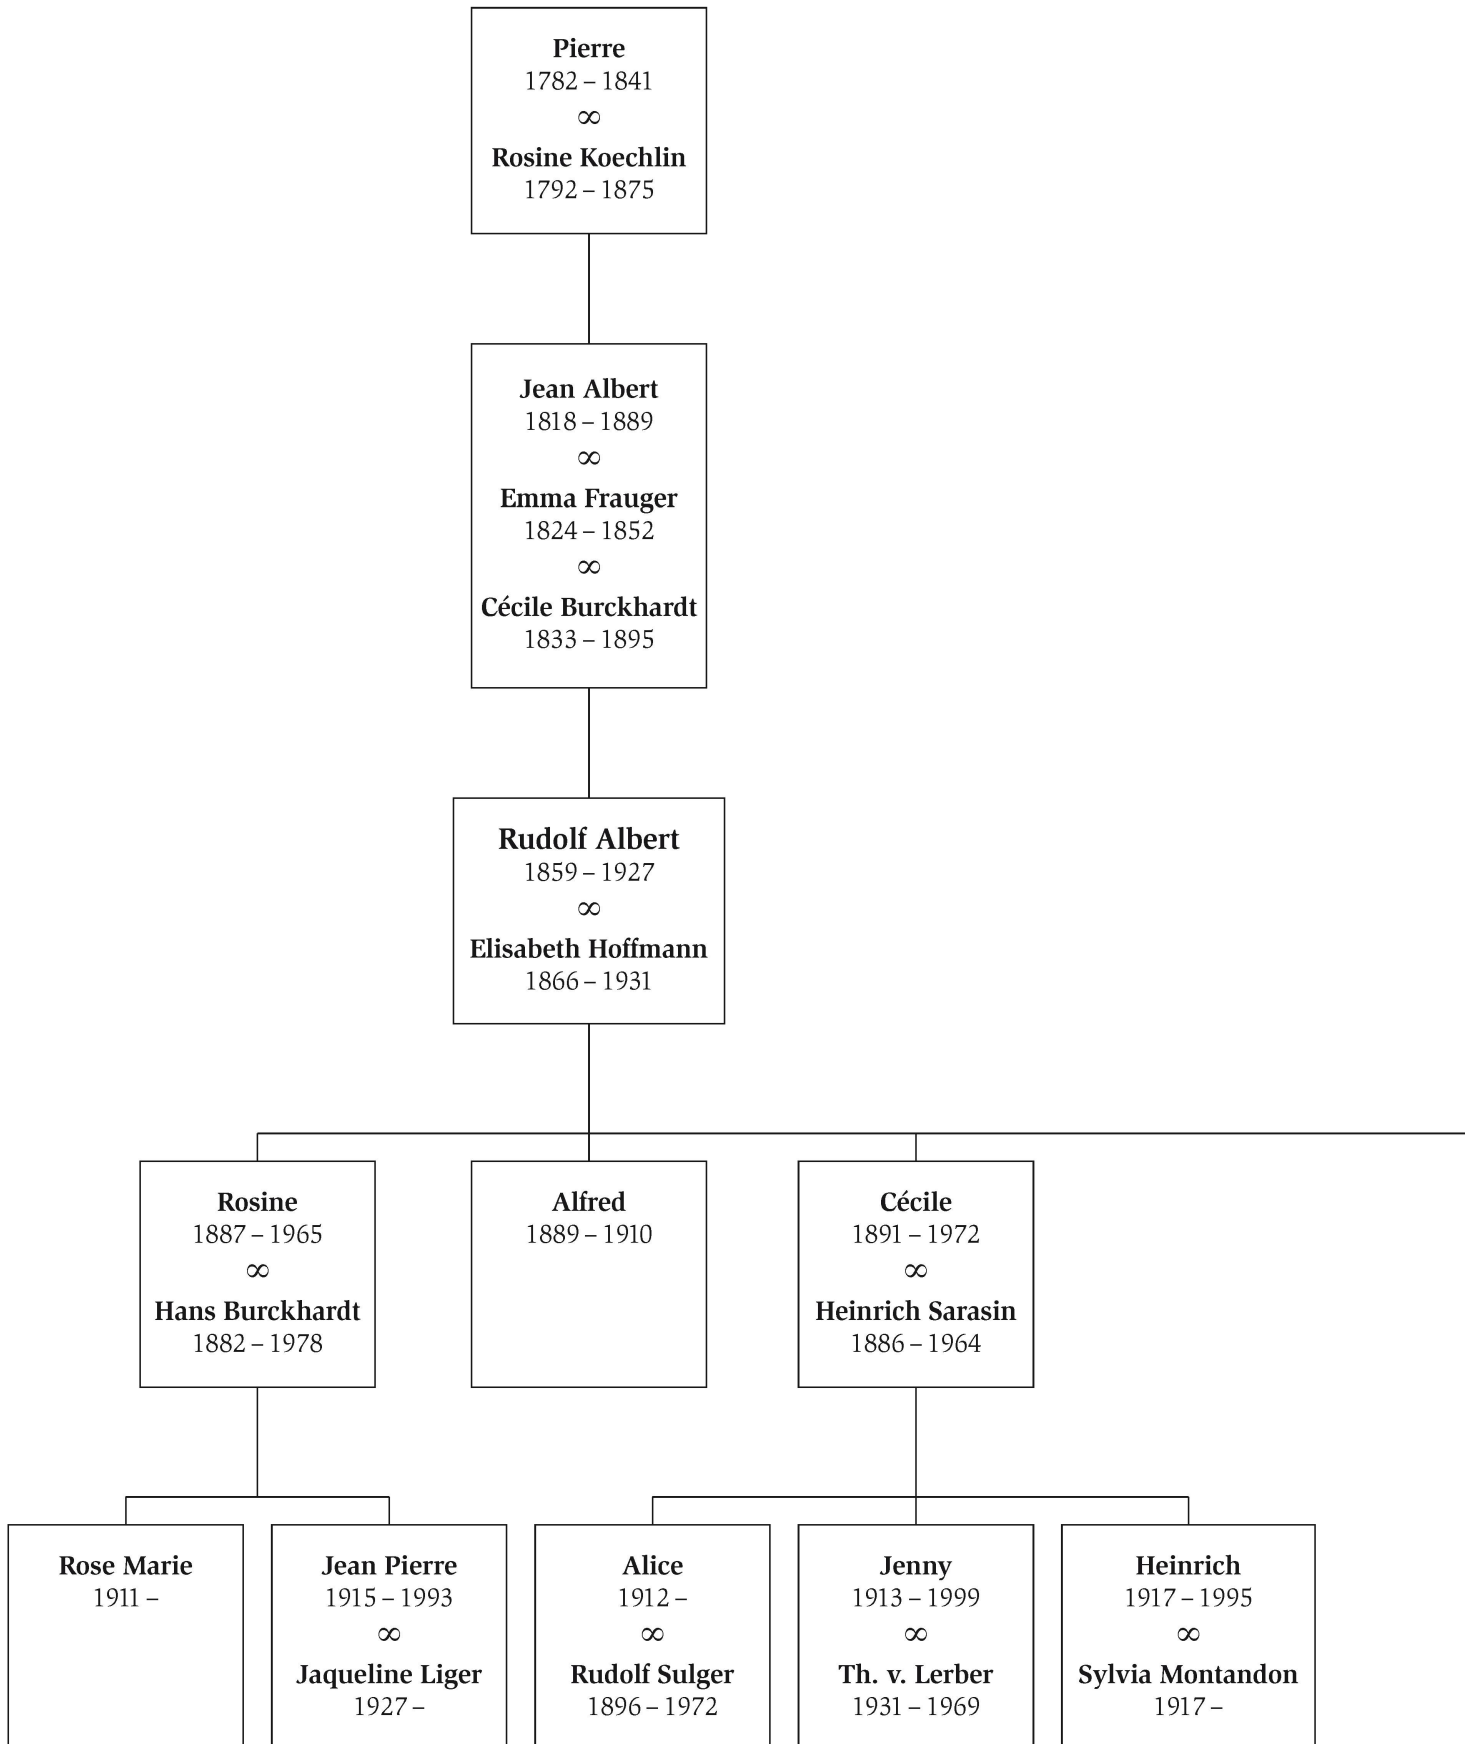 Pierre
1782 – 1841
∞
Rosine Koechlin
1792 – 1875
Jean Albert
1818 – 1889
∞
Emma Frauger
1824 – 1852
∞
Cécile Burckhardt
1833 – 1895
Rudolf Albert
1859 – 1927
∞
Elisabeth Hoffmann
1866 – 1931
Rosine
1887 – 1965
∞
Hans Burckhardt
1882 – 1978
Alfred
1889 – 1910
Cécile
1891 – 1972
∞
Heinrich Sarasin
1886 – 1964
Rose Marie
1911 –
Jean Pierre
1915 – 1993
∞
Jaqueline Liger
1927 –
Alice
1912 –
∞
Rudolf Sulger
1896 – 1972
Jenny
1913 – 1999
∞
Th. v. Lerber
1931 – 1969
Heinrich
1917 – 1995
∞
Sylvia Montandon
1917 –